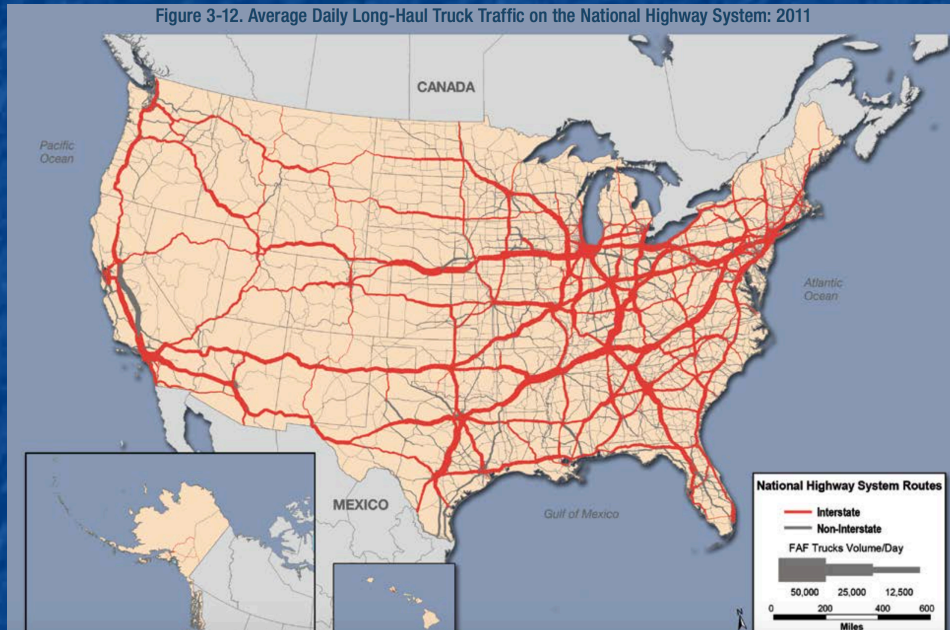 Figure 3-12. Average Daily Long-Haul Truck Traffic on the National Highway System: 2011
CANADA
Pacific
Ocean
Atlantic
Ocean
MEXICO
Gulf of Mexico
National Highway System Routes
Interstate
Non-Interstate
FAF Trucks Volume/Day
50,000 25,000 12,500
0 200 400 600
Miles
N